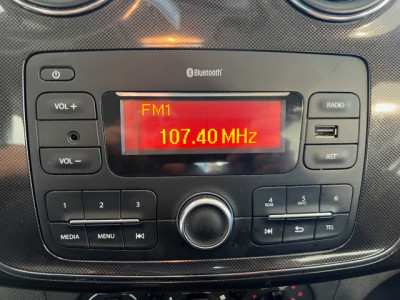 Bluetooth®
VOL +
FM1
107.40 MHz
RADIO
VOL −
AST
1 2 3
4 RDM
5 INFO
6
MEDIA MENU
TEL